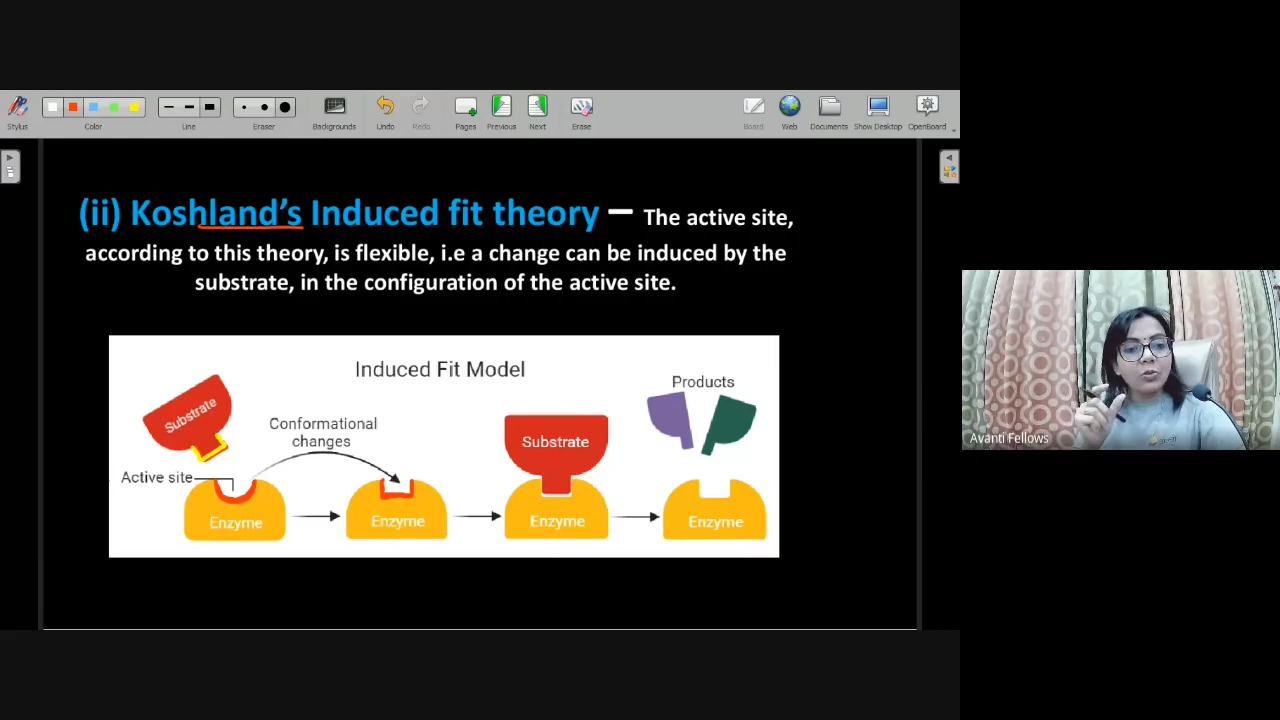 Stylus
Color
Line
Eraser
Backgrounds
Undo
Redo
Pages
Previous
Next
Erase
Board
Web
Documents
Show Desktop
OpenBoard
(ii) Koshland's Induced fit theory – The active site,
according to this theory, is flexible, i.e a change can be induced by the
substrate, in the configuration of the active site.
Induced Fit Model
Substrate
Conformational
changes
Active site
Substrate
Products
Enzyme
Enzyme
Enzyme
Enzyme
Avanti Fellows